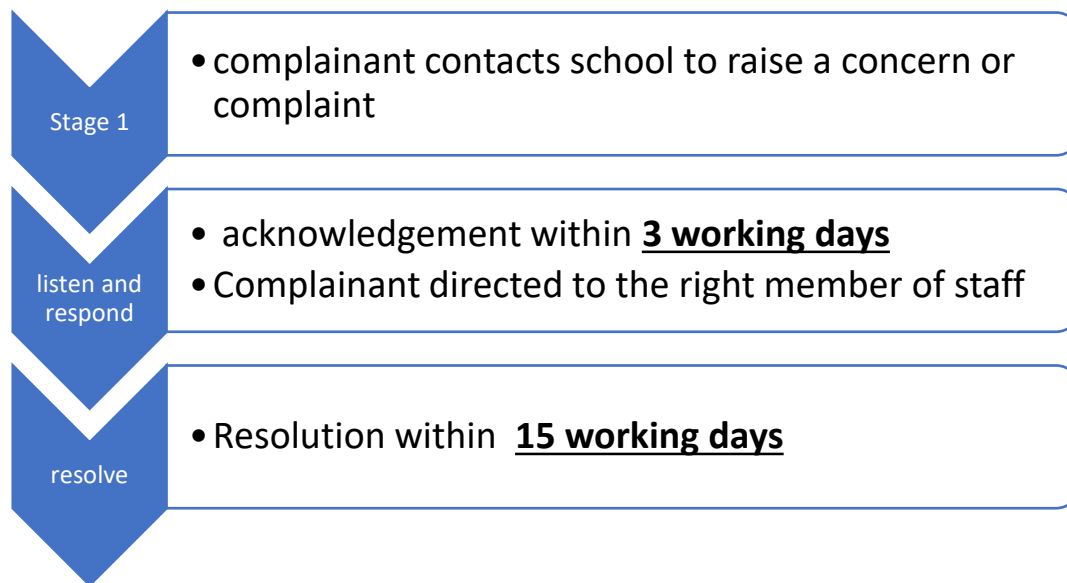 Stage 1
• complainant contacts school to raise a concern or
complaint
listen and
respond
• acknowledgement within 3 working days
• Complainant directed to the right member of staff
resolve
• Resolution within 15 working days